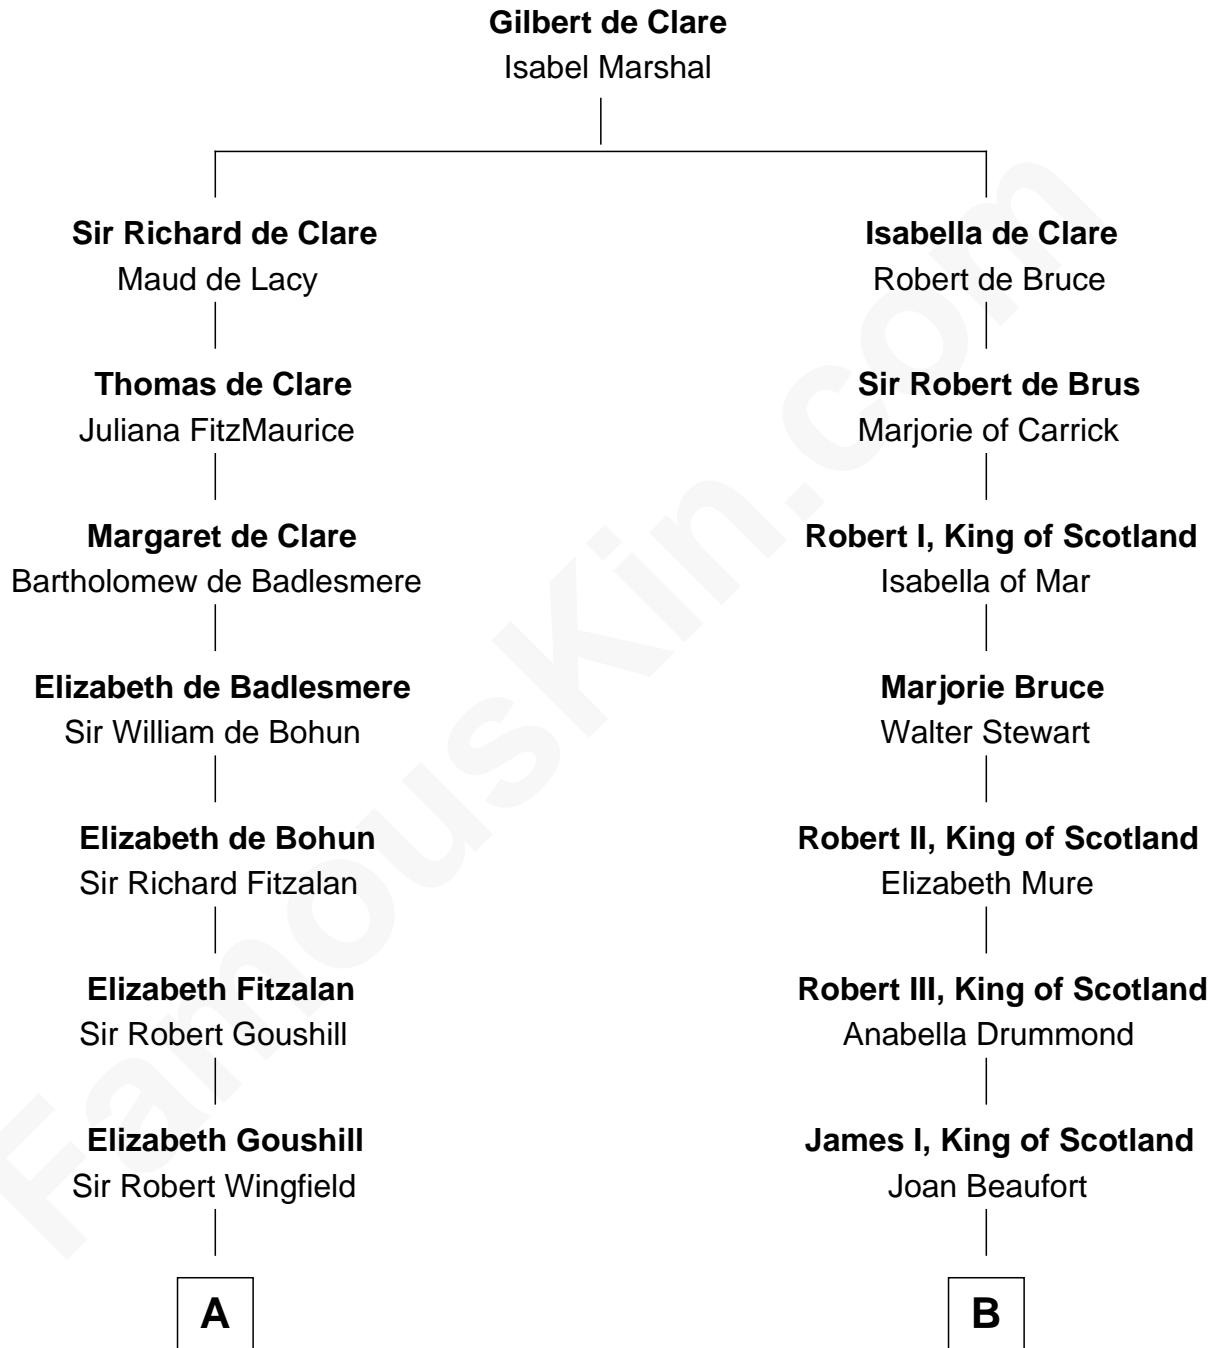 Gilbert de Clare
Isabel Marshal
Sir Richard de Clare
Maud de Lacy
Thomas de Clare
Juliana FitzMaurice
Margaret de Clare
Bartholomew de Badlesmere
Elizabeth de Badlesmere
Sir William de Bohun
Elizabeth de Bohun
Sir Richard Fitzalan
Elizabeth Fitzalan
Sir Robert Goushill
Elizabeth Goushill
Sir Robert Wingfield
A
Isabella de Clare
Robert de Bruce
Sir Robert de Brus
Marjorie of Carrick
Robert I, King of Scotland
Isabella of Mar
Marjorie Bruce
Walter Stewart
Robert II, King of Scotland
Elizabeth Mure
Robert III, King of Scotland
Anabella Drummond
James I, King of Scotland
Joan Beaufort
B
FamousKin.com